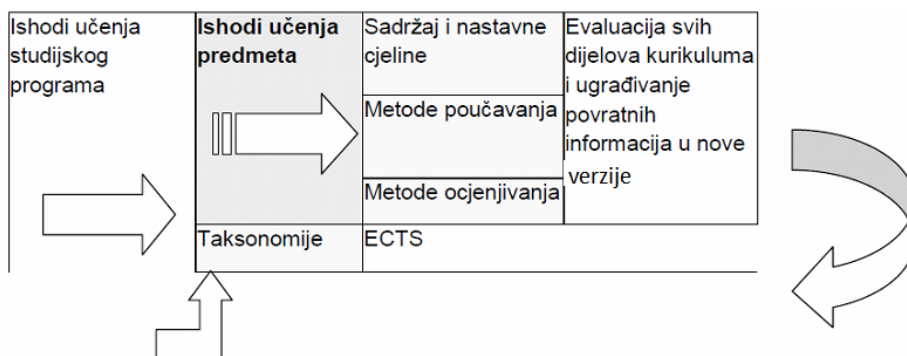 Ishodi učenja
studijskog
programa
Ishodi učenja
predmeta
Sadržaj i nastavne
cjeline
Metode poučavanja
Metode ocjenjivanja
Evaluacija svih
dijelova kurikuluma
i ugrađivanje
povratnih
informacija u nove
verzije
Taksonomije
ECTS